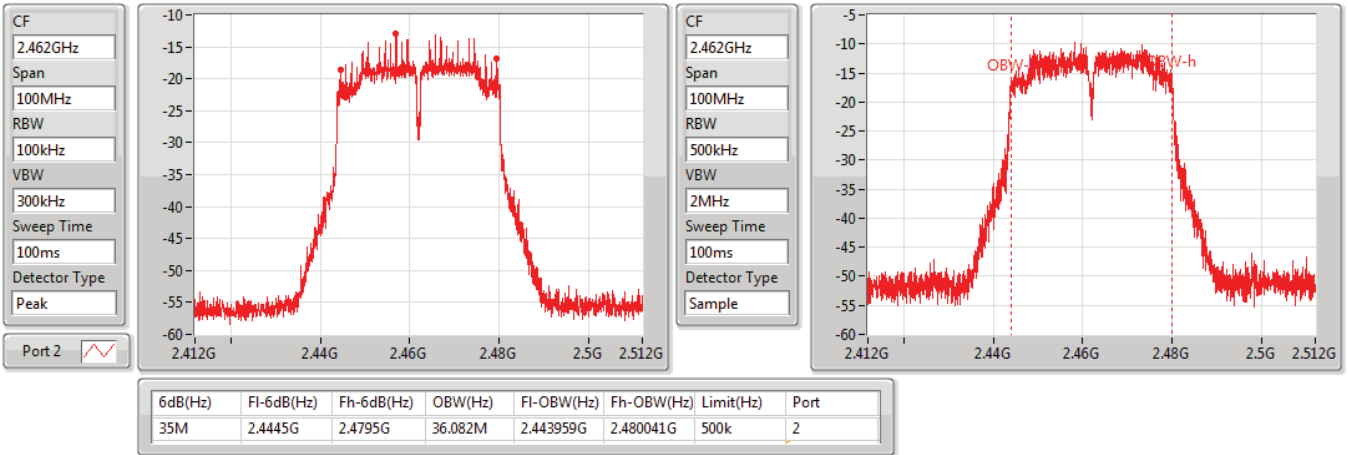 CF
2.462GHz
Span
100MHz
RBW
100kHz
VBW
300kHz
Sweep Time
100ms
Detector Type
Peak
Port 2
-10
-15
-20
-25
-30
-35
-40
-45
-50
-55
-60
2.412G 2.44G 2.46G 2.48G 2.5G 2.512G
CF
2.462GHz
Span
100MHz
RBW
500kHz
VBW
2MHz
Sweep Time
100ms
Detector Type
Sample
-5
-10
-15
-20
-25
-30
-35
-40
-45
-50
-55
-60
OBW-
BW-h
2.412G 2.44G 2.46G 2.48G 2.5G 2.512G
6dB(Hz) Fl-6dB(Hz) Fh-6dB(Hz) OBW(Hz) Fl-OBW(Hz) Fh-OBW(Hz) Limit(Hz) Port
35M 2.4445G 2.4795G 36.082M 2.443959G 2.480041G 500k 2